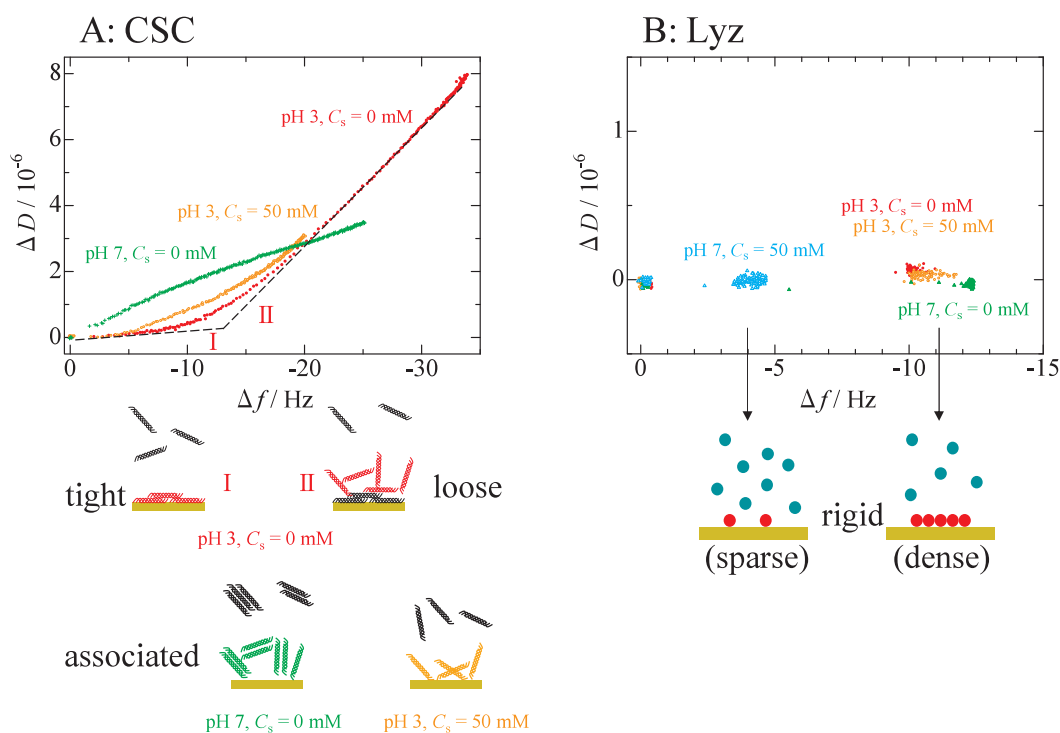 A: CSC
8
6
4
2
0
Δ D / 10⁻⁶
pH 3, Cₛ = 0 mM
pH 3, Cₛ = 50 mM
pH 7, Cₛ = 0 mM
II
I
0
-10
-20
-30
Δ f / Hz
tight
I
II
loose
pH 3, Cₛ = 0 mM
associated
pH 7, Cₛ = 0 mM
pH 3, Cₛ = 50 mM
B: Lyz
1
0
Δ D / 10⁻⁶
pH 3, Cₛ = 0 mM
pH 3, Cₛ = 50 mM
pH 7, Cₛ = 50 mM
pH 7, Cₛ = 0 mM
0
-5
-10
-15
Δ f / Hz
rigid
(sparse)
(dense)